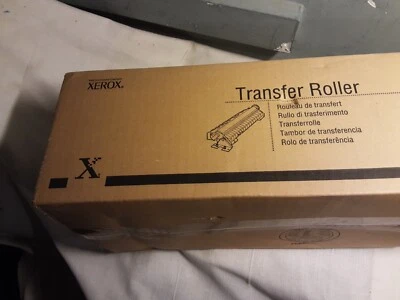 XEROX
Transfer Roller
Rouleau de transfert
Rullo di trasferimento
Transferrolle
Tambor de transferencia
Rolo de transferência
X